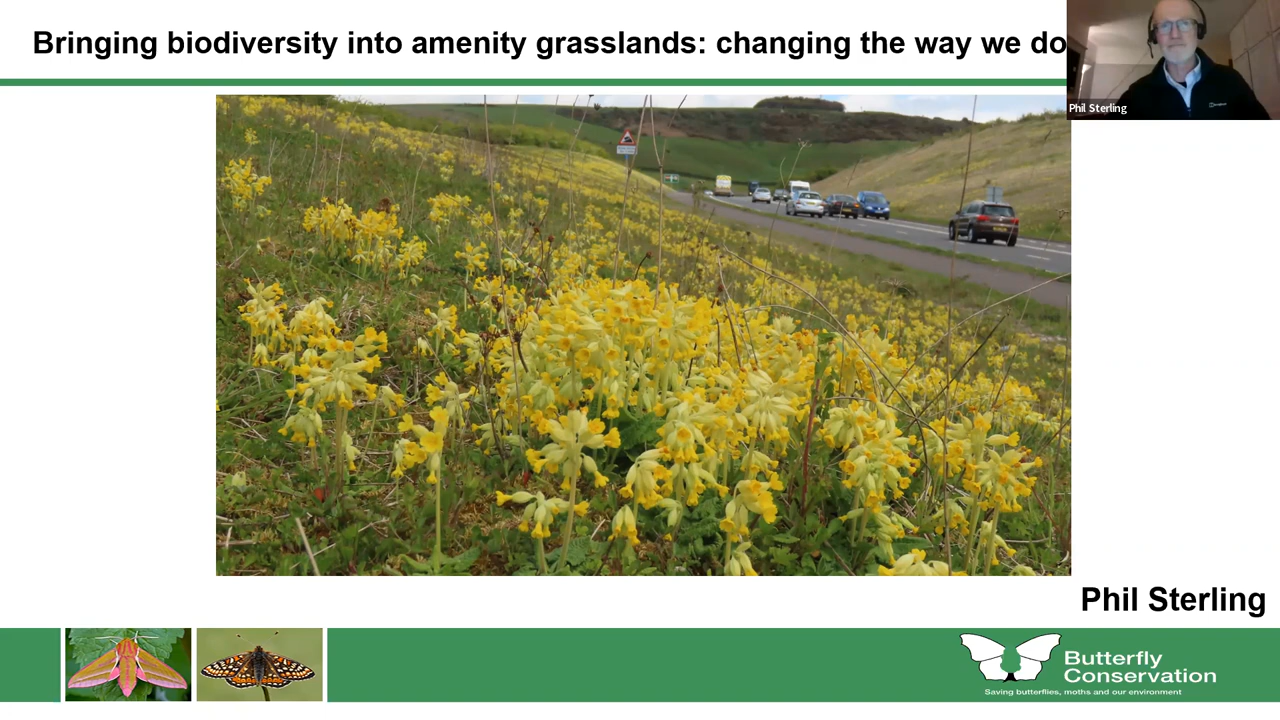 Bringing biodiversity into amenity grasslands: changing the way we do
Phil Sterling
Phil Sterling
Butterfly
Conservation
Saving butterflies, moths and our environment